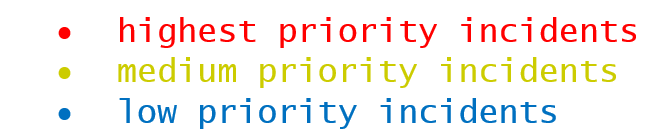 • highest priority incidents
• medium priority incidents
• low priority incidents